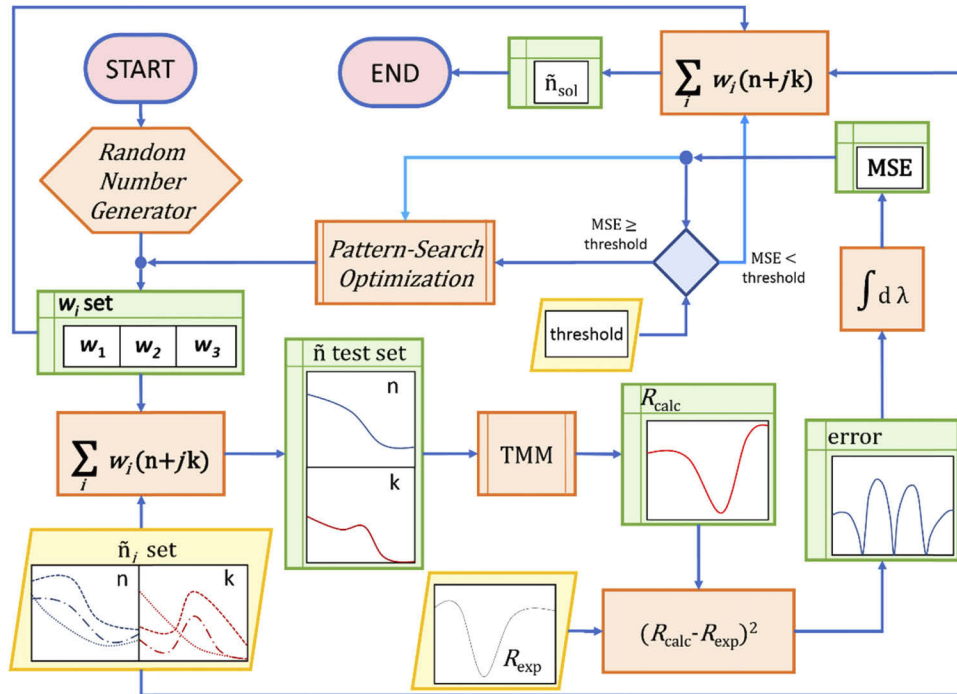 START
END
ñsol
∑ wi(n+jk)
i
Random
Number
Generator
MSE
MSE ≥
threshold
MSE <
threshold
Pattern-Search
Optimization
∫ d λ
threshold
wi set
w1 w2 w3
ñ test set
n
k
Rcalc
error
∑ wi(n+jk)
i
TMM
ñi set
n k
Rexp
(Rcalc-Rexp)2